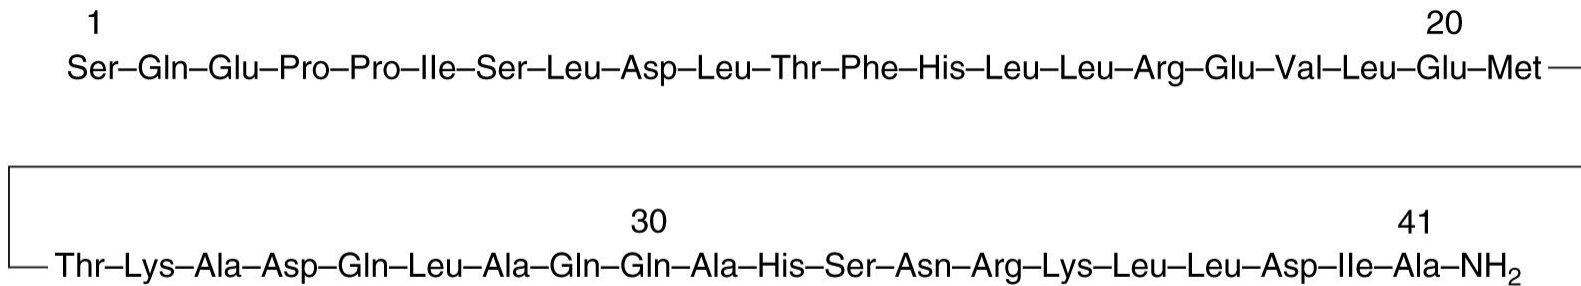 1 20
Ser–Gln–Glu–Pro–Pro–Ile–Ser–Leu–Asp–Leu–Thr–Phe–His–Leu–Leu–Arg–Glu–Val–Leu–Glu–Met
30 41
Thr–Lys–Ala–Asp–Gln–Leu–Ala–Gln–Gln–Ala–His–Ser–Asn–Arg–Lys–Leu–Leu–Asp–Ile–Ala–NH₂